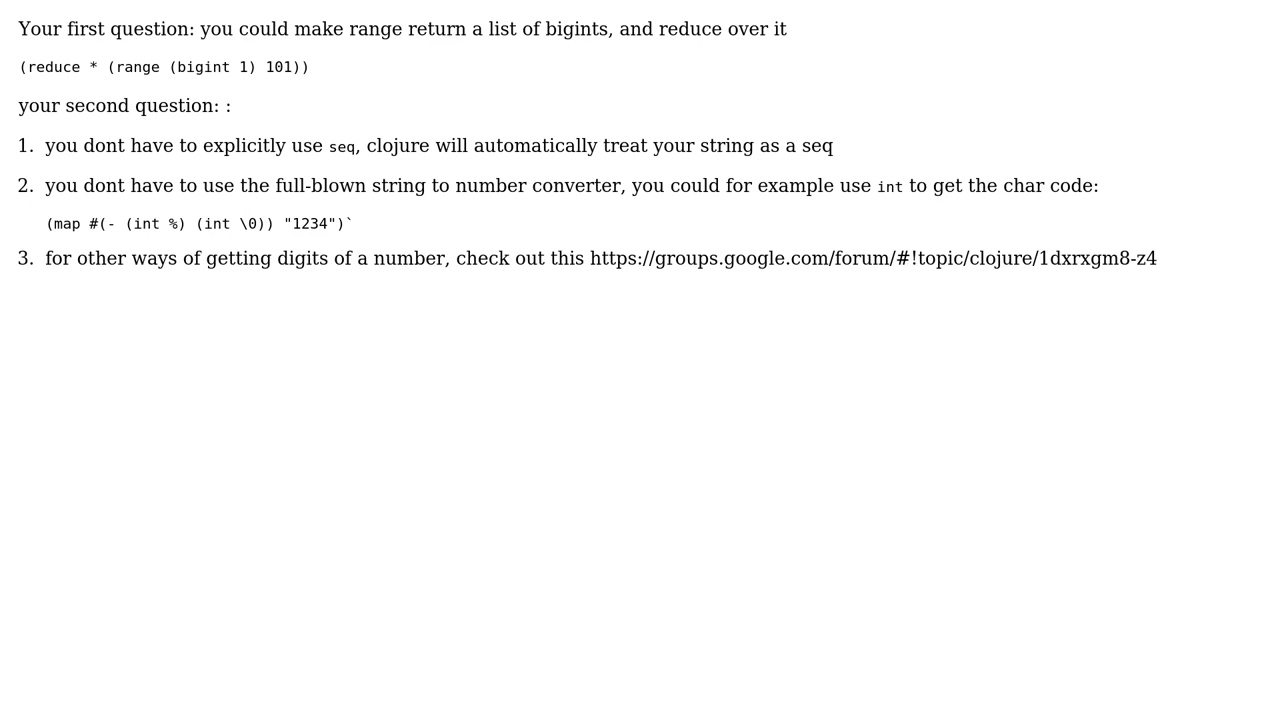 Your first question: you could make range return a list of bigints, and reduce over it
(reduce * (range (bigint 1) 101))
your second question: :
1. you dont have to explicitly use seq, clojure will automatically treat your string as a seq
2. you dont have to use the full-blown string to number converter, you could for example use int to get the char code:
(map #(- (int %) (int \0)) "1234")`
3. for other ways of getting digits of a number, check out this https://groups.google.com/forum/#!topic/clojure/1dxrxgm8-z4